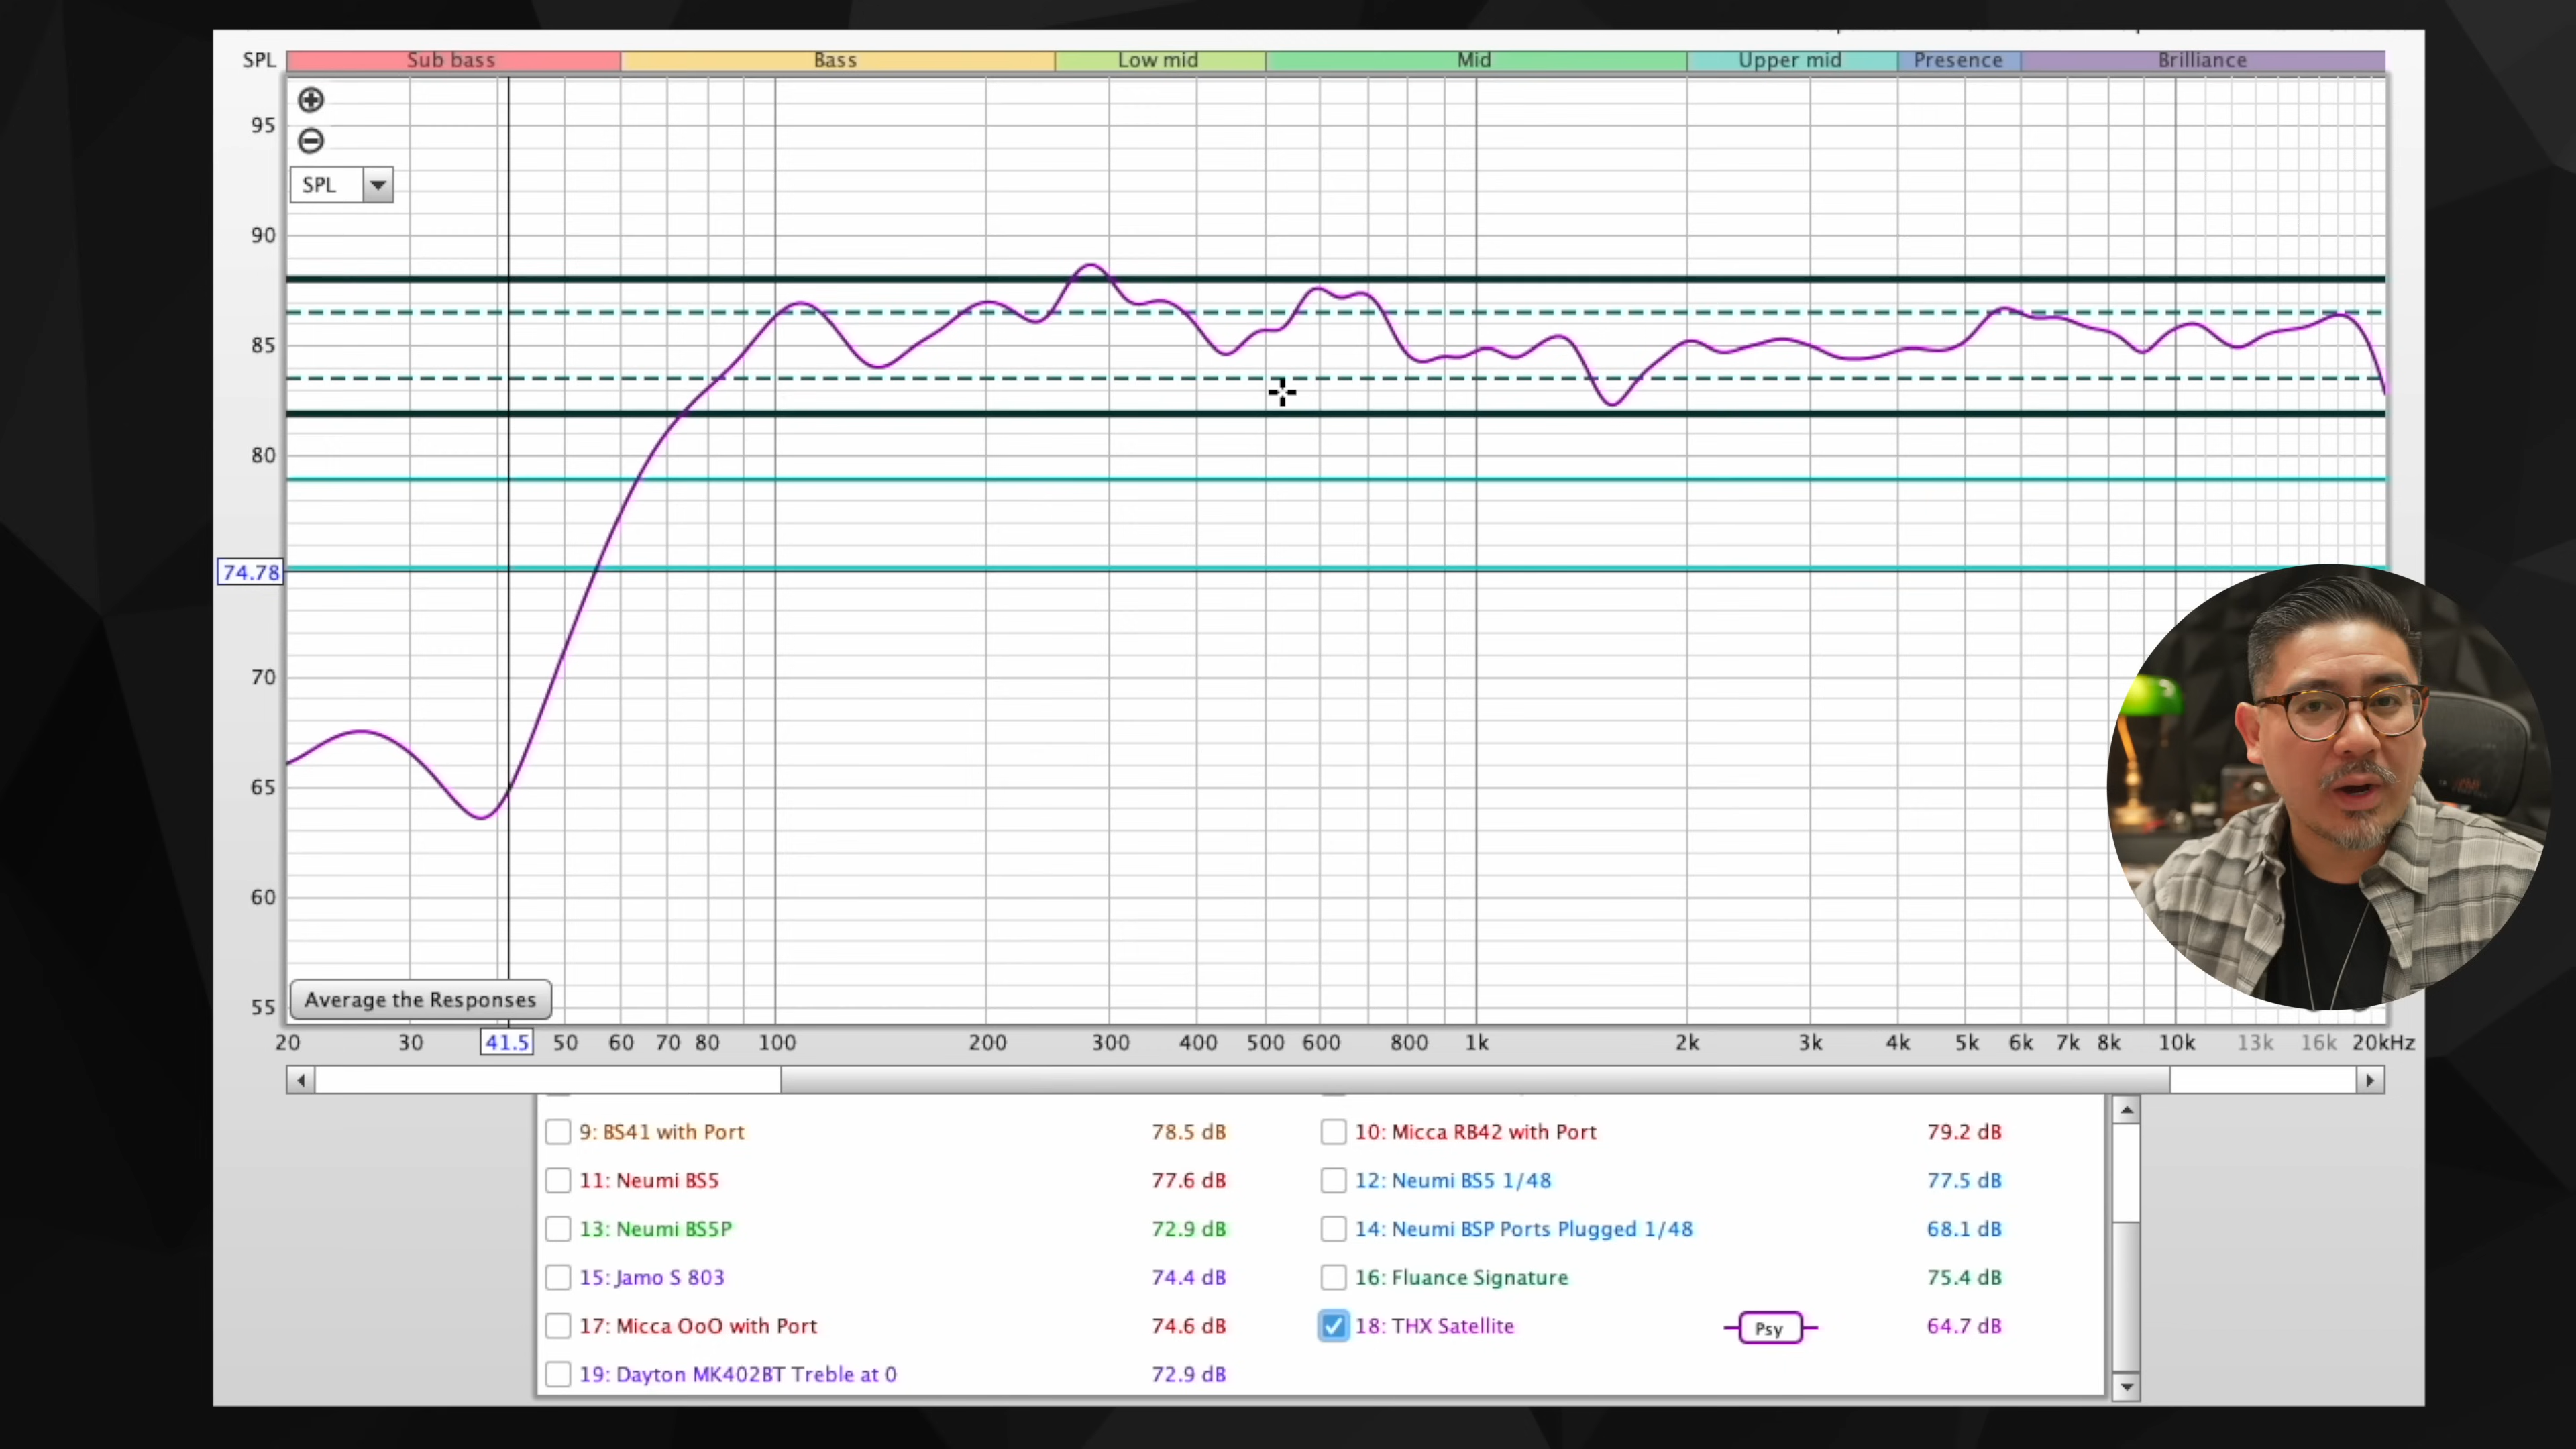 SPL Sub bass Bass Low mid Mid Upper mid Presence Brilliance
95
SPL
90
85
80
74.78
70
65
60
Average the Responses
55
20 30 41.5 50 60 70 80 100 200 300 400 500 600 800 1k 2k 3k 4k 5k 6k 7k 8k 10k 13k 16k 20kHz
9: BS41 with Port 78.5 dB 10: Micca RB42 with Port 79.2 dB
11: Neumi BS5 77.6 dB 12: Neumi BS5 1/48 77.5 dB
13: Neumi BS5P 72.9 dB 14: Neumi BSP Ports Plugged 1/48 68.1 dB
15: Jamo S 803 74.4 dB 16: Fluance Signature 75.4 dB
17: Micca OoO with Port 74.6 dB 18: THX Satellite Psy 64.7 dB
19: Dayton MK402BT Treble at 0 72.9 dB